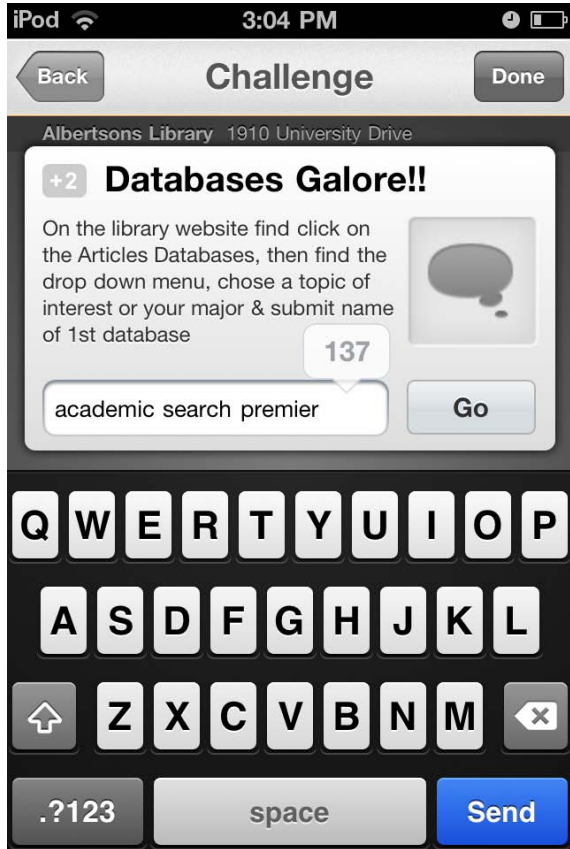 iPod 3:04 PM
Back Challenge Done
Albertsons Library 1910 University Drive
+2 Databases Galore!!
On the library website find click on
the Articles Databases, then find the
drop down menu, chose a topic of
interest or your major & submit name
of 1st database
137
academic search premier Go
Q W E R T Y U I O P
A S D F G H J K L
Z X C V B N M
.?123 space Send